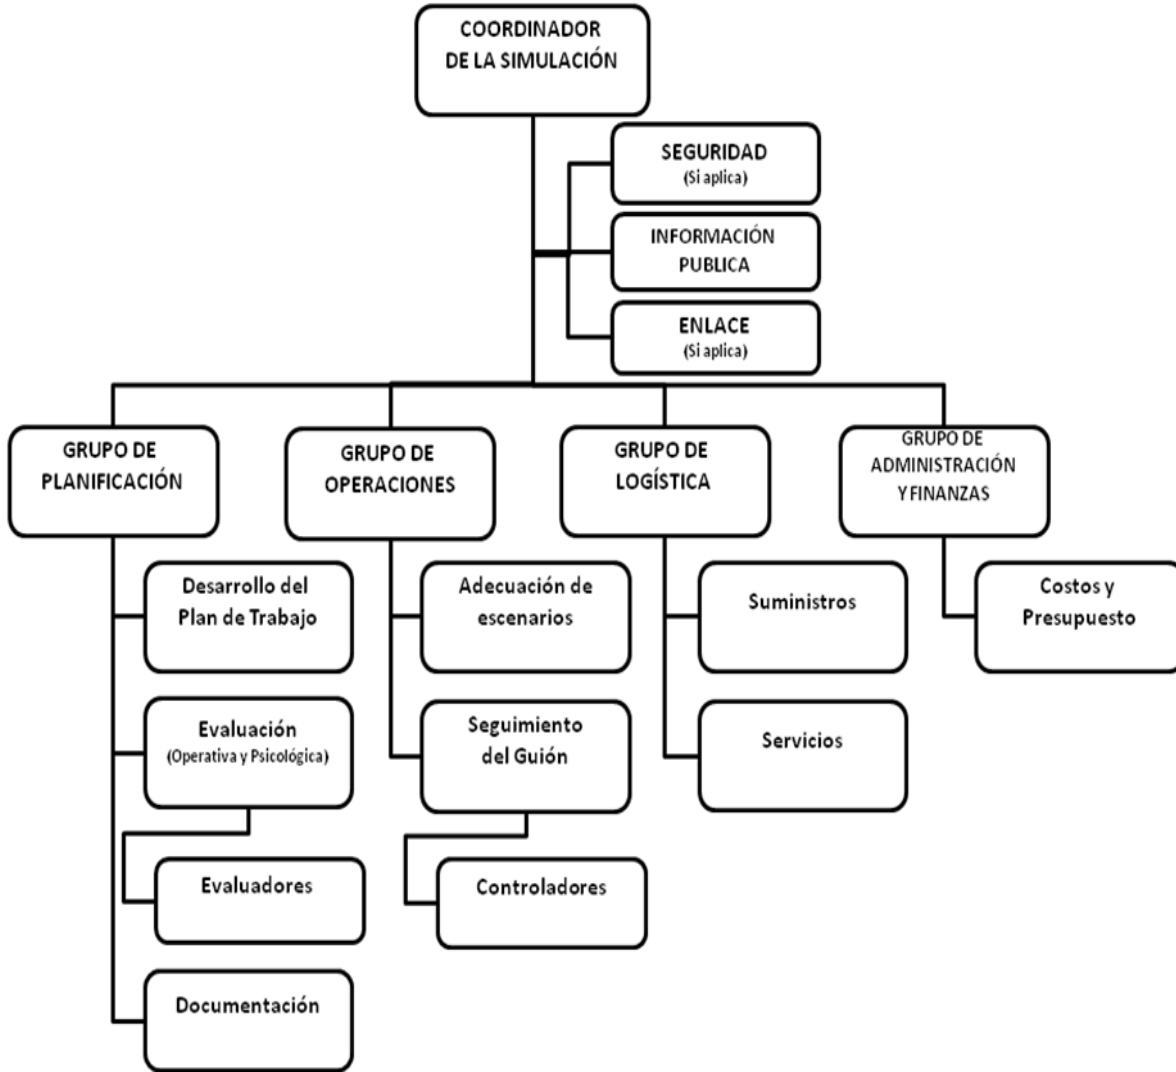 COORDINADOR
DE LA SIMULACIÓN
SEGURIDAD
(Si aplica)
INFORMACIÓN
PUBLICA
ENLACE
(Si aplica)
GRUPO DE
PLANIFICACIÓN
GRUPO DE
OPERACIONES
GRUPO DE
LOGÍSTICA
GRUPO DE
ADMINISTRACIÓN
Y FINANZAS
Desarrollo del
Plan de Trabajo
Adecuación de
escenarios
Suministros
Costos y
Presupuesto
Evaluación
(Operativa y Psicológica)
Seguimiento
del Guión
Servicios
Evaluadores
Controladores
Documentación